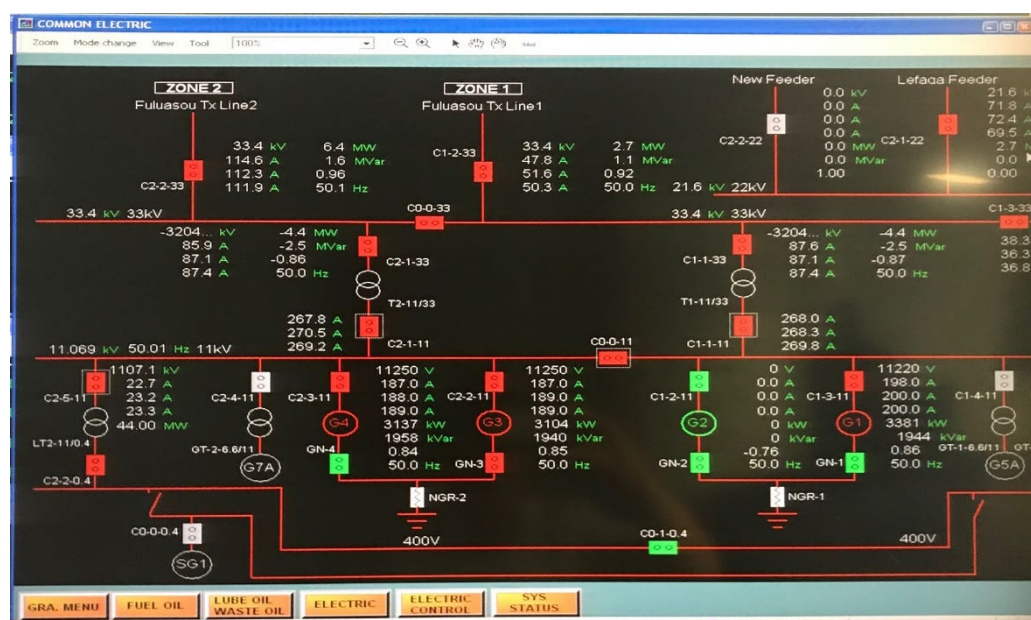 COMMON ELECTRIC
Zoom Mode change View Tool 100%
ZONE 2
Fuluasou Tx Line2
ZONE 1
Fuluasou Tx Line1
New Feeder
Lefaga Feeder
C2-2-33
33.4 kV 6.4 MW
114.6 A 1.6 MVar
112.3 A 0.96
111.9 A 50.1 Hz
C1-2-33
33.4 kV 2.7 MW
47.8 A 1.1 MVar
51.6 A 0.92
50.3 A 50.0 Hz
C2-2-22
0.0 kV
0.0 A
0.0 A
0.0 A
0.0 MW
0.0 MVar
1.00
C2-1-22
21.6 k
71.8 A
72.4 A
69.5
2.7
0.0
0.00
21.6 kV 22kV
33.4 kV 33kV
C0-0-33
33.4 kV 33kV
C1-3-33
-3204... kV -4.4 MW
85.9 A -2.5 MVar
87.1 A -0.86
87.4 A 50.0 Hz
C2-1-33
T2-11/33
-3204... kV -4.4 MW
87.6 A -2.5 MVar
87.1 A -0.87
87.4 A 50.0 Hz
C1-1-33
T1-11/33
38.3
36.3
36.8
267.8 A
270.5 A
269.2 A
C2-1-11
268.0 A
268.3 A
269.8 A
C1-1-11
11.069 kV 50.01 Hz 11kV
C0-0-11
C2-5-11
1107.1 kV
22.7 A
23.2 A
23.3 A
44.00 MW
LT2-11/0.4
C2-2-0.4
C2-4-11
GT-2-6.6/11
G7A
C2-3-11
G4
GN-4
11250 V
187.0 A
188.0 A
189.0 A
3137 kW
1958 kVar
0.84
50.0 Hz
C2-2-11
G3
GN-3
11250 V
187.0 A
189.0 A
189.0 A
3104 kW
1940 kVar
0.85
50.0 Hz
C1-2-11
G2
GN-2
0 V
0.0 A
0.0 A
0.0 A
0 kW
0 kVar
-0.76
50.0 Hz
C1-3-11
G1
GN-1
11220 V
198.0 A
200.0 A
200.0 A
3381 kW
1944 kVar
0.86
50.0 Hz
C1-4-11
GT-1-6.6/11
G5A
GT-
NGR-2
NGR-1
C0-0-0.4
SG1
400V
C0-1-0.4
400V
GRA. MENU
FUEL OIL
LUBE OIL
WASTE OIL
ELECTRIC
ELECTRIC
CONTROL
SYS
STATUS